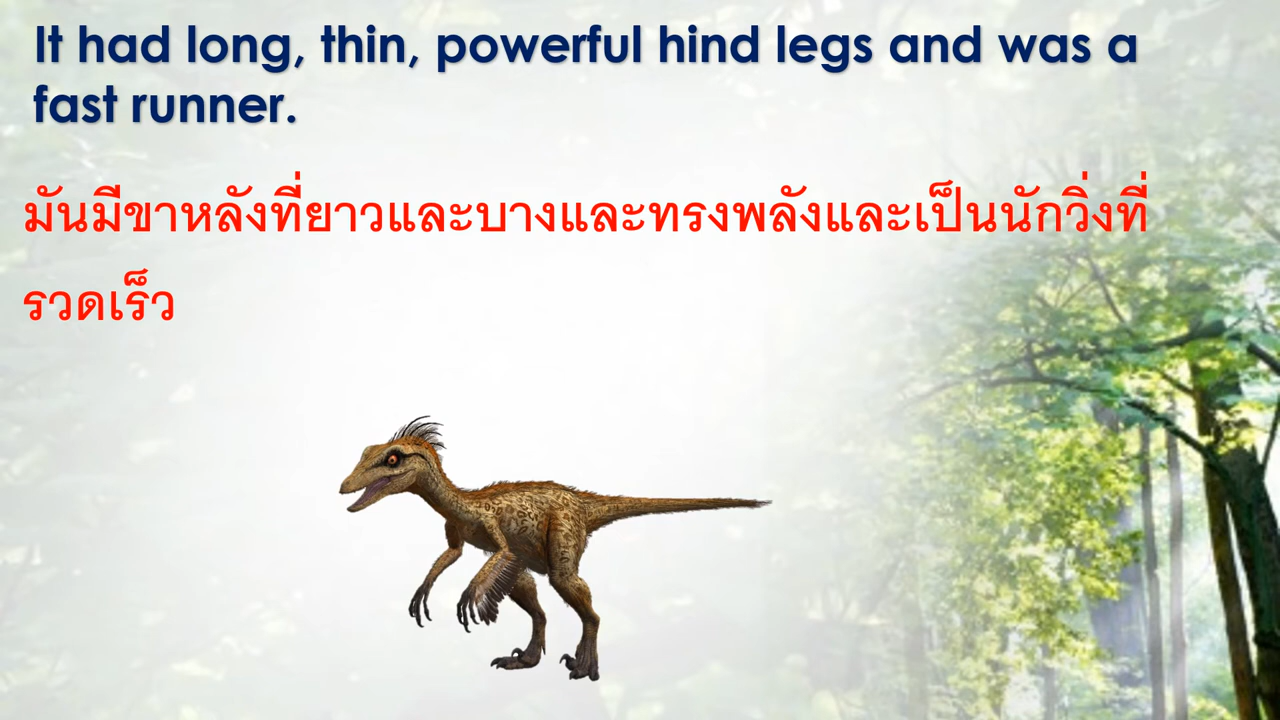 It had long, thin, powerful hind legs and was a
fast runner.
มันมีขาหลังที่ยาวและบางและทรงพลังและเป็นนักวิ่งที่
รวดเร็ว